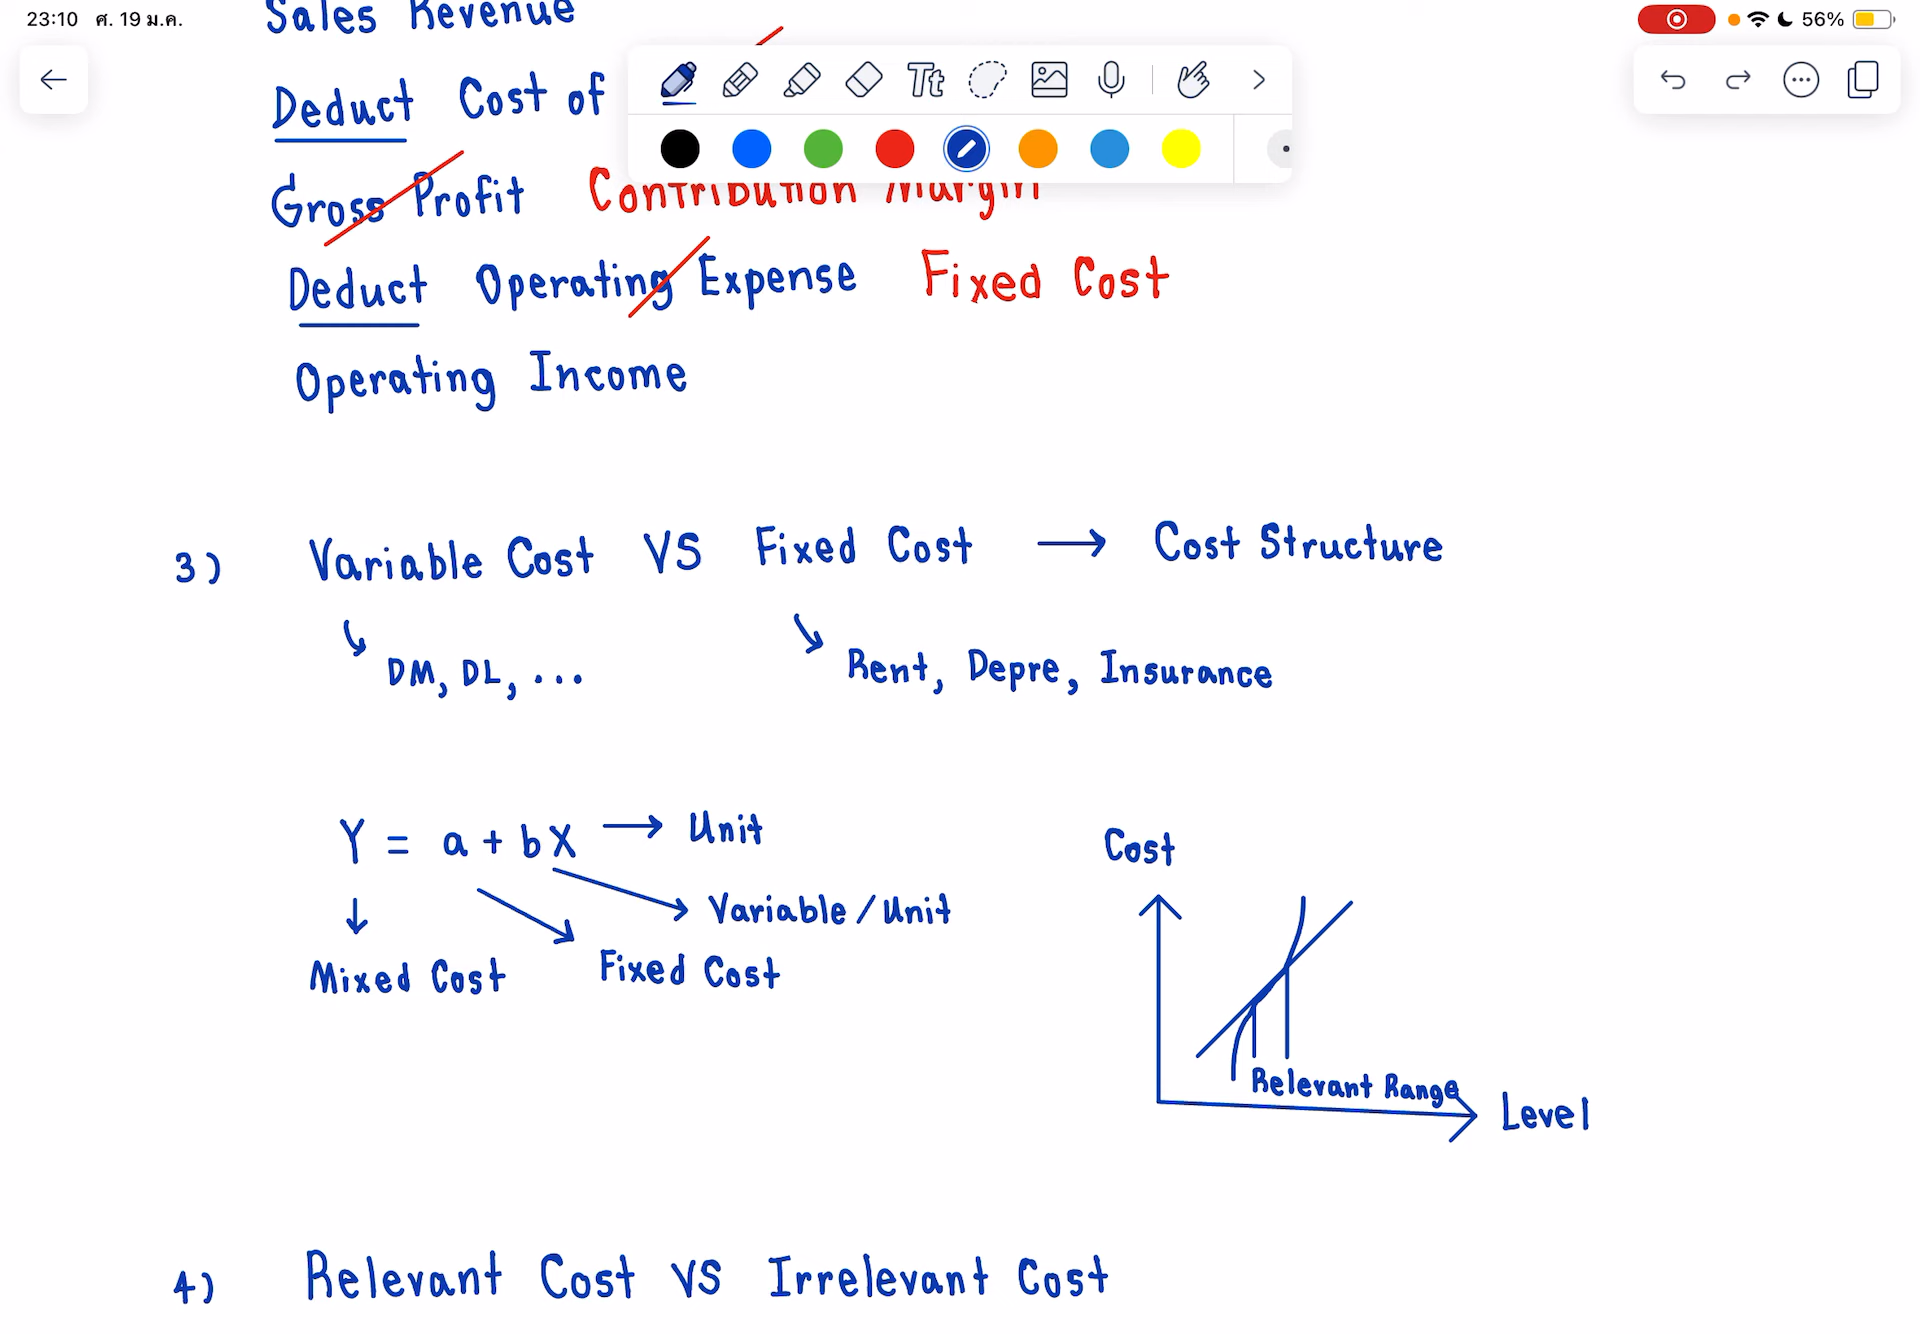 23:10 ศ. 19 ม.ค.
56%
Sales Revenue
Tt
Deduct Cost of
Gross Profit Contribution Margin
Deduct Operating Expense Fixed Cost
Operating Income
3) Variable Cost VS Fixed Cost → Cost Structure
DM, DL, ...
Rent, Depre, Insurance
Y = a + bX → Unit
Cost
Variable / Unit
Mixed Cost
Fixed Cost
Relevant Range
Level
4) Relevant Cost VS Irrelevant Cost